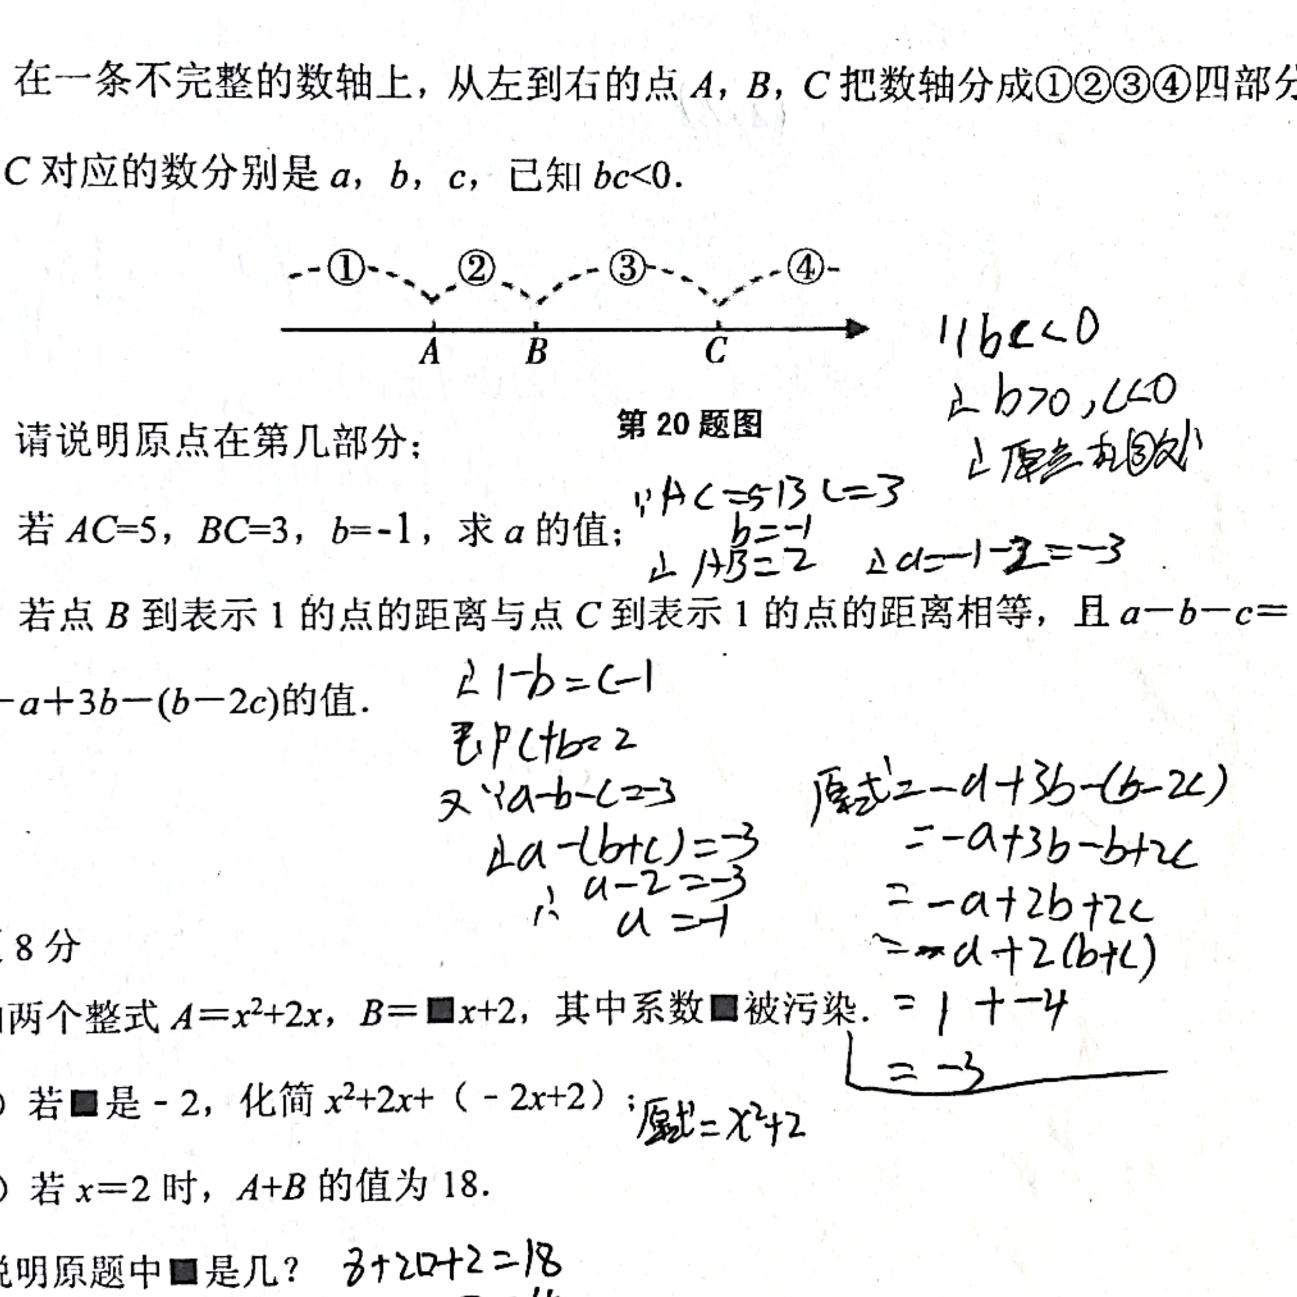 在一条不完整的数轴上，从左到右的点 A，B，C 把数轴分成①②③④四部分
C 对应的数分别是 a，b，c，已知 bc<0．
① ② ③ ④
A B C
∵bc<0
∴b>0，c<0
第 20 题图
∴原点在③部分
请说明原点在第几部分；
∵AC=5 BC=3
若 AC=5，BC=3，b=-1，求 a 的值；
b=-1
∴AB=2 ∴a=-1-2=-3
若点 B 到表示 1 的点的距离与点 C 到表示 1 的点的距离相等，且 a－b－c＝
－a＋3b－(b－2c)的值．
∴1-b=c-1
即c+b=2
又∵a-b-c=-3
∴a-(b+c)=-3
∴a-2=-3
a=-1
原式=-a+3b-(b-2c)
=-a+3b-b+2c
=-a+2b+2c
=-a+2(b+c)
=1+-4
=-3
8 分
两个整式 A＝x²+2x，B＝■x+2，其中系数■被污染．
）若■是﹣2，化简 x²+2x+（﹣2x+2）；
原式=x²+2
）若 x＝2 时，A+B 的值为 18．
说明原题中■是几？
8+2□+2=18